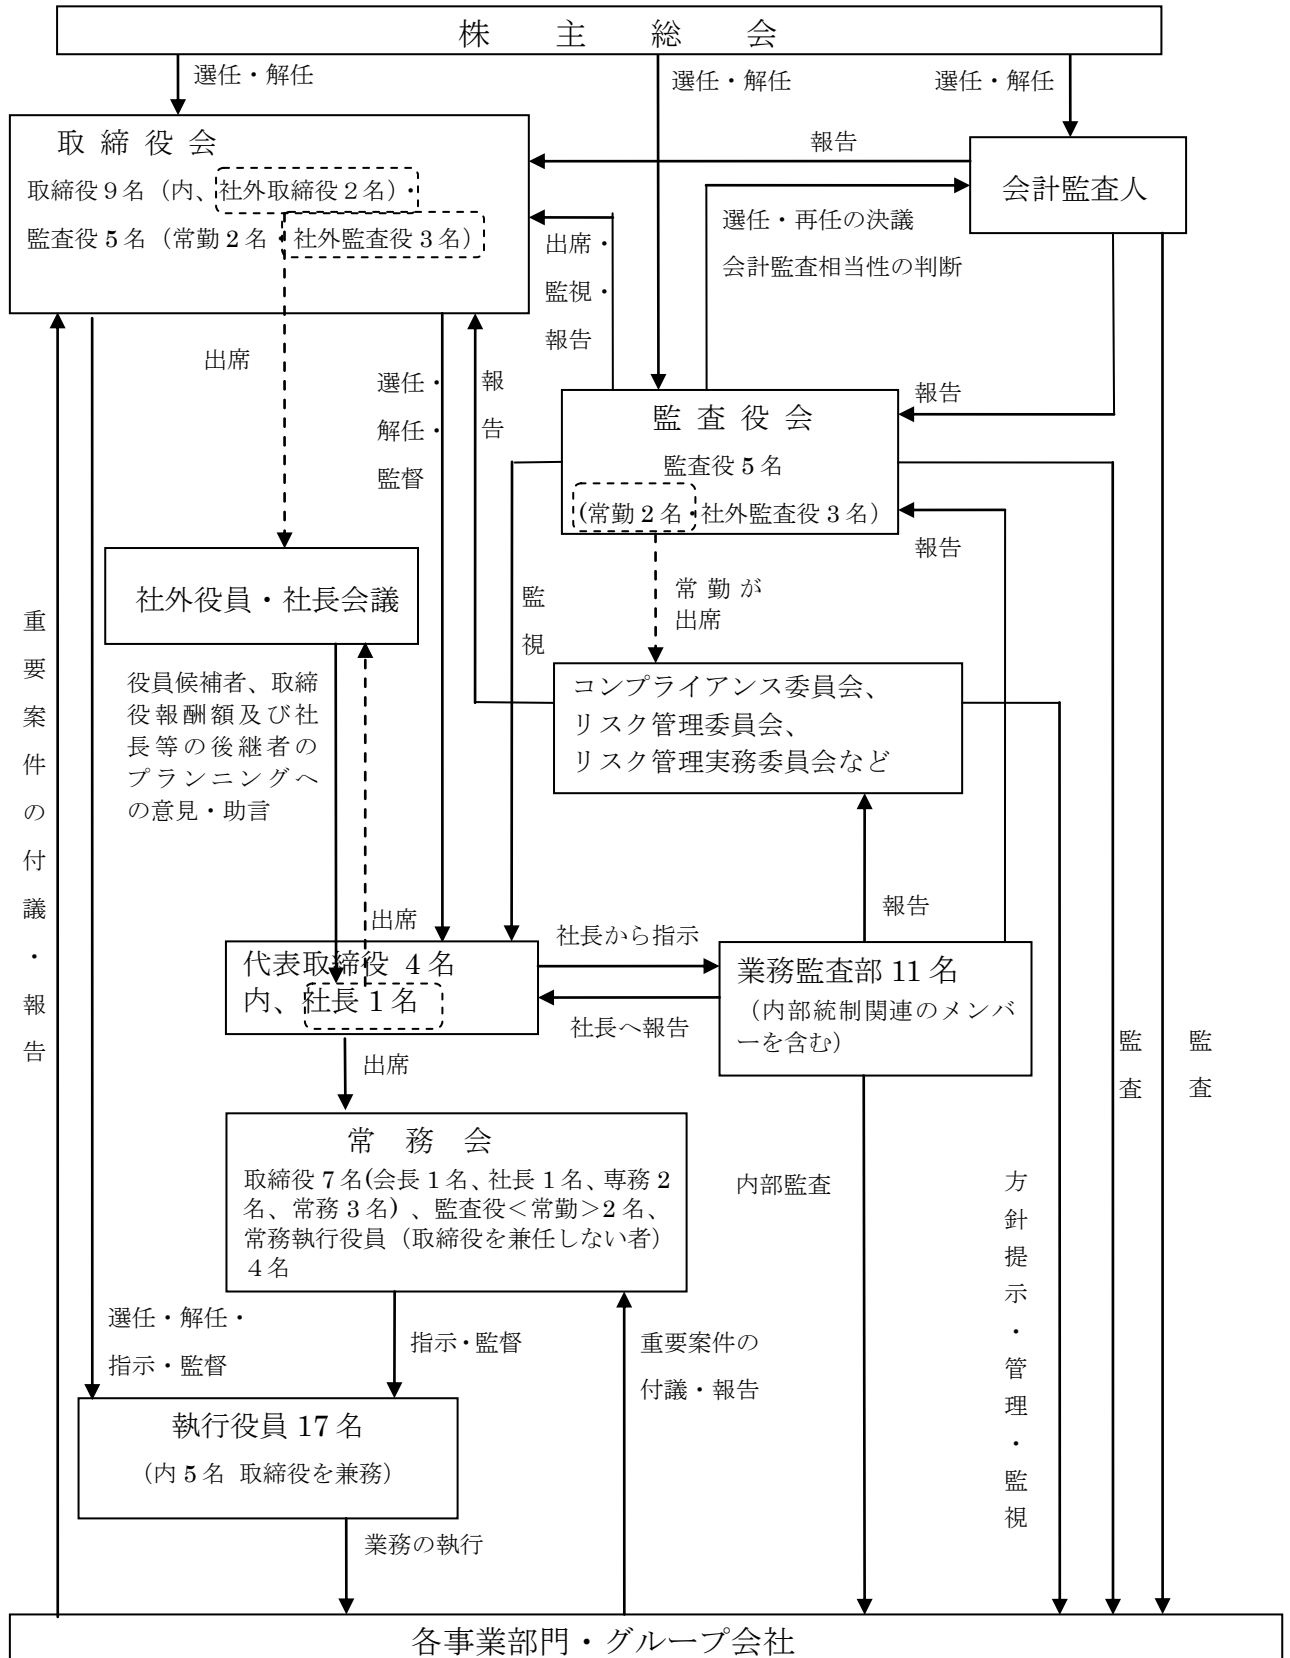 株　主　総　会
選任・解任
選任・解任
選任・解任
取 締 役 会
取締役９名（内、社外取締役２名）・
監査役 5 名（常勤 2 名・社外監査役 3 名）
報告
会計監査人
選任・再任の決議
会計監査相当性の判断
出席・
監視・
報告
出席
選任・
解任・
監督
報
告
報告
監 査 役 会
監査役 5 名
(常勤 2 名・社外監査役 3 名）
報告
社外役員・社長会議
監
視
常 勤 が
出席
重要案件の付議・報告
役員候補者、取締
役報酬額及び社
長等の後継者の
プランニングへ
の意見・助言
コンプライアンス委員会、
リスク管理委員会、
リスク管理実務委員会など
出席
報告
社長から指示
代表取締役 4 名
内、社長 1 名
社長へ報告
業務監査部 11 名
（内部統制関連のメンバ
ーを含む）
出席
監
査
監
査
常　務　会
取締役 7 名(会長 1 名、社長 1 名、専務 2
名、常務 3 名) 、監査役＜常勤＞2 名、
常務執行役員（取締役を兼任しない者）
４名
内部監査
方針提示・管理・監視
選任・解任・
指示・監督
指示・監督
重要案件の
付議・報告
執行役員 17 名
（内 5 名 取締役を兼務）
業務の執行
各事業部門・グループ会社